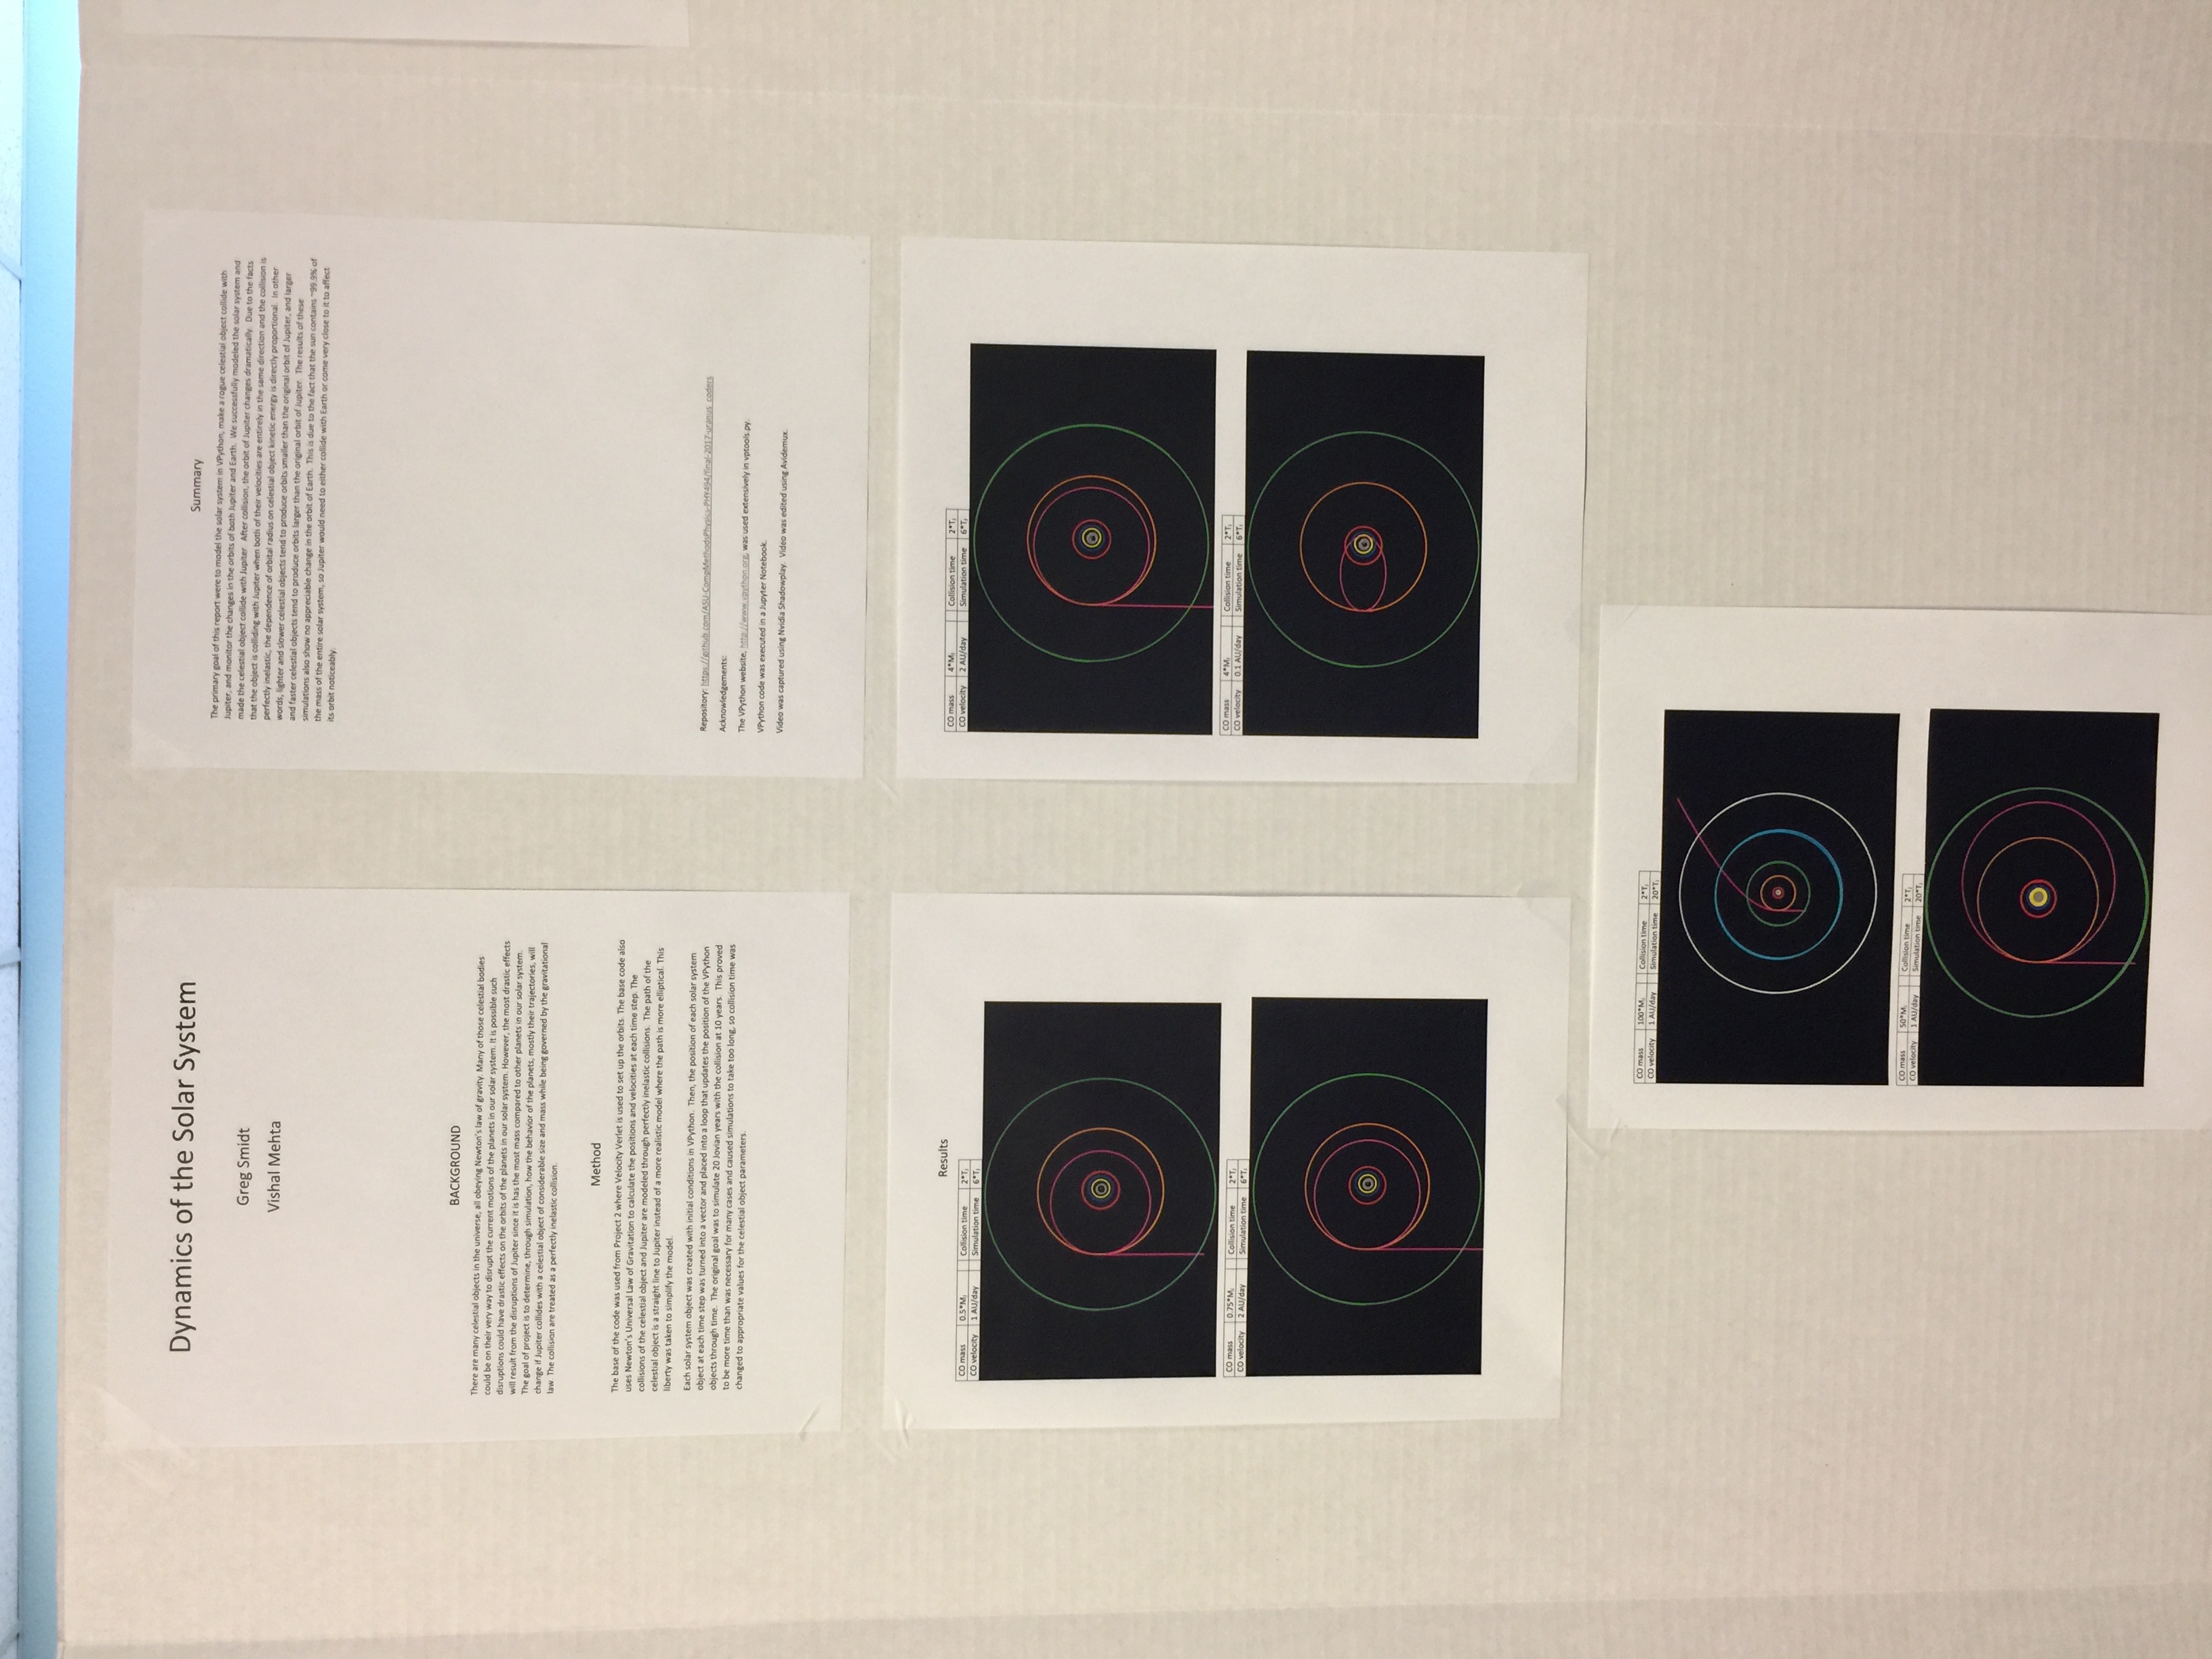 Dynamics of the Solar System
Greg Smidt
Vishal Mehta
BACKGROUND
There are many celestial objects in the universe, all obeying Newton's law of gravity. Many of those celestial bodies
could be on their very way to disrupt the current motions of the planets in our solar system. It is possible such
disruptions could have drastic effects on the orbits of the planets in our solar system. However, the most drastic effects
will result from the disruptions of Jupiter since it is has the most mass compared to other planets in our solar system.
The goal of project is to determine, through simulation, how the behavior of the planets, mostly their trajectories, will
change if Jupiter collides with a celestial object of considerable size and mass while being governed by the gravitational
law. The collision are treated as a perfectly inelastic collision.
Method
The base of the code was used from Project 2 where Velocity Verlet is used to set up the orbits. The base code also
uses Newton's Universal Law of Gravitation to calculate the positions and velocities at each time step. The
collisions of the celestial object and Jupiter are modeled through perfectly inelastic collisions. The path of the
celestial object is a straight line to Jupiter instead of a more realistic model where the path is more elliptical. This
liberty was taken to simplify the model.
Each solar system object was created with initial conditions in VPython. Then, the position of each solar system
object at each time step was turned into a vector and placed into a loop that updates the position of the VPython
objects through time. The original goal was to simulate 20 Jovian years with the collision at 10 years. This proved
to be more time than was necessary for many cases and caused simulations to take too long, so collision time was
changed to appropriate values for the celestial object parameters.
Summary
The primary goal of this report were to model the solar system in VPython, make a rogue celestial object collide with
Jupiter, and monitor the changes in the orbits of both Jupiter and Earth. We successfully modeled the solar system and
made the celestial object collide with Jupiter. After collision, the orbit of Jupiter changes dramatically. Due to the facts
that the object is colliding with Jupiter when both of their velocities are entirely in the same direction and the collision is
perfectly inelastic, the dependence of orbital radius on celestial object kinetic energy is directly proportional. In other
words, lighter and slower celestial objects tend to produce orbits smaller than the original orbit of Jupiter, and larger
and faster celestial objects tend to produce orbits larger than the original orbit of Jupiter. The results of these
simulations also show no appreciable change in the orbit of Earth. This is due to the fact that the sun contains ~99.9% of
the mass of the entire solar system, so Jupiter would need to either collide with Earth or come very close to it to affect
its orbit noticeably.
Repository: https://github.com/ASU-CompMethodsPhysics-PHY494/final-2017-uranus_coders
Acknowledgements:
The VPython website, http://www.vpython.org, was used extensively in vptools.py.
VPython code was executed in a Jupyter Notebook.
Video was captured using Nvidia Shadowplay. Video was edited using Avidemux.
Results
CO mass 0.5*Mⱼ Collision time 2*Tⱼ
CO velocity 1 AU/day Simulation time 6*Tⱼ
CO mass 0.75*Mⱼ Collision time 2*Tⱼ
CO velocity 2 AU/day Simulation time 6*Tⱼ
CO mass 4*Mⱼ Collision time 2*Tⱼ
CO velocity 2 AU/day Simulation time 6*Tⱼ
CO mass 4*Mⱼ Collision time 2*Tⱼ
CO velocity 0.1 AU/day Simulation time 6*Tⱼ
CO mass 100*Mⱼ Collision time 2*Tⱼ
CO velocity 1 AU/day Simulation time 20*Tⱼ
CO mass 50*Mⱼ Collision time 2*Tⱼ
CO velocity 1 AU/day Simulation time 20*Tⱼ